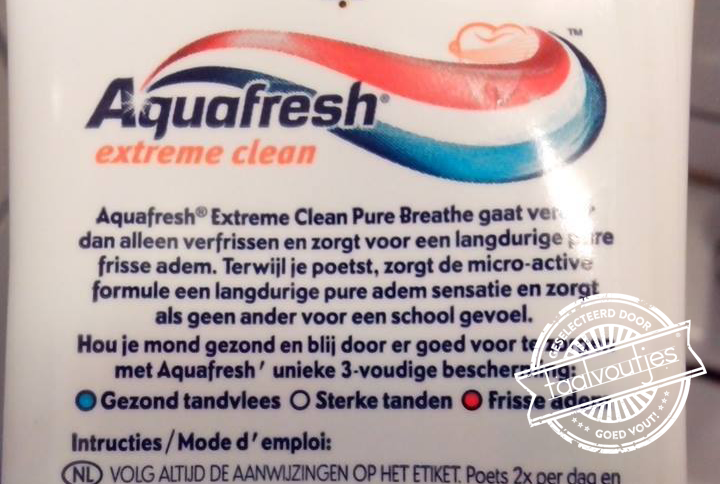 TM
Aquafresh®
extreme clean
Aquafresh® Extreme Clean Pure Breathe gaat
dan alleen verfrissen en zorgt voor een langdurige
frisse adem. Terwijl je poetst, zorgt de micro-active
formule een langdurige pure adem sensatie en zorgt
als geen ander voor een school gevoel.
Hou je mond gezond en blij door er goed voor te
met Aquafresh' unieke 3-voudige
Gezond tandvlees Sterke tanden Frisse adem
Intructies/Mode d'emploi:
NL VOLG ALTIJD DE AANWIJZINGEN OP HET ETIKET. Poets 2x per dag en
GESELECTEERD DOOR
taalvoutjes
GOED VOUT!